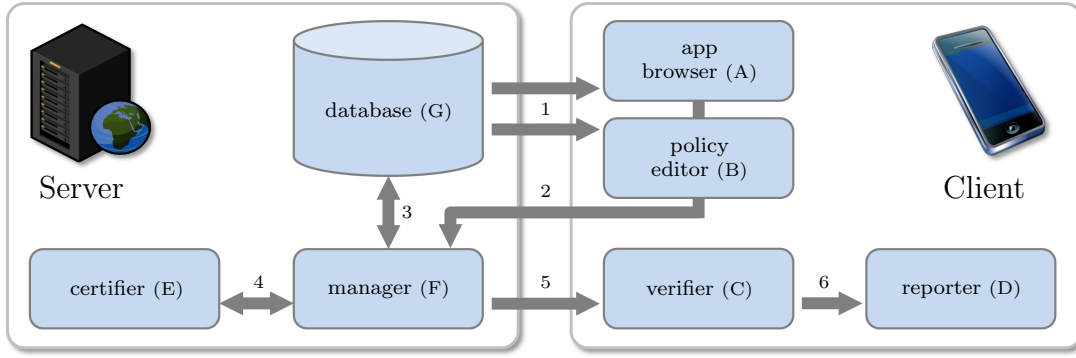 app
browser (A)
database (G)
1
policy
editor (B)
Server
Client
2
3
certifier (E)
4
manager (F)
5
verifier (C)
6
reporter (D)